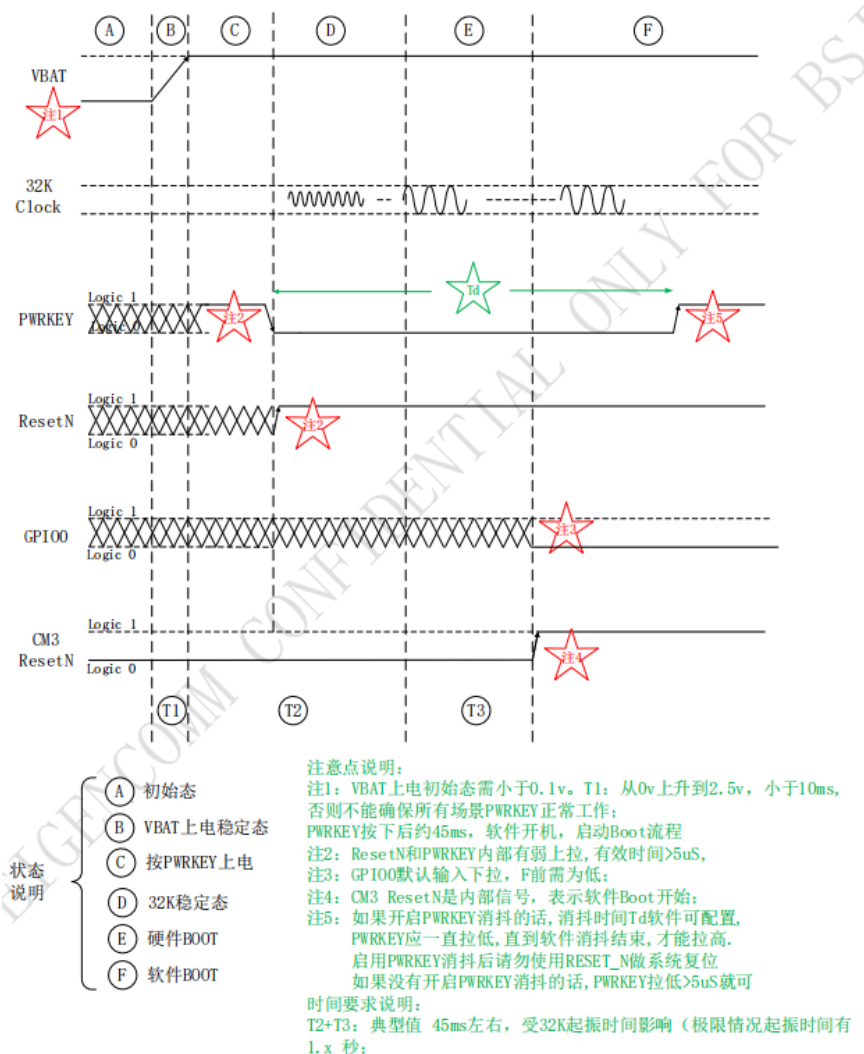 A B C D E F
VBAT
注1
32K
Clock
Td
Logic 1
PWRKEY
注2
注5
Logic 0
Logic 1
ResetN
注2
Logic 0
Logic 1
GPIO0
注3
Logic 0
Logic 1
CM3
ResetN
注4
Logic 0
T1 T2 T3
注意点说明:
注1: VBAT上电初始态需小于0.1v。T1: 从0v上升到2.5v, 小于10ms,
否则不能确保所有场景PWRKEY正常工作;
PWRKEY按下后约45ms, 软件开机, 启动Boot流程
注2: ResetN和PWRKEY内部有弱上拉,有效时间>5uS,
注3: GPIO0默认输入下拉, F前需为低;
注4: CM3 ResetN是内部信号, 表示软件Boot开始;
注5: 如果开启PWRKEY消抖的话,消抖时间Td软件可配置,
PWRKEY应一直拉低,直到软件消抖结束,才能拉高.
启用PWRKEY消抖后请勿使用RESET_N做系统复位
如果没有开启PWRKEY消抖的话,PWRKEY拉低>5uS就可
时间要求说明:
T2+T3: 典型值 45ms左右, 受32K起振时间影响（极限情况起振时间有
1.x 秒;
状态
说明
A 初始态
B VBAT上电稳定态
C 按PWRKEY上电
D 32K稳定态
E 硬件BOOT
F 软件BOOT
EIGENCOMM CONFIDENTIAL ONLY FOR BSJ